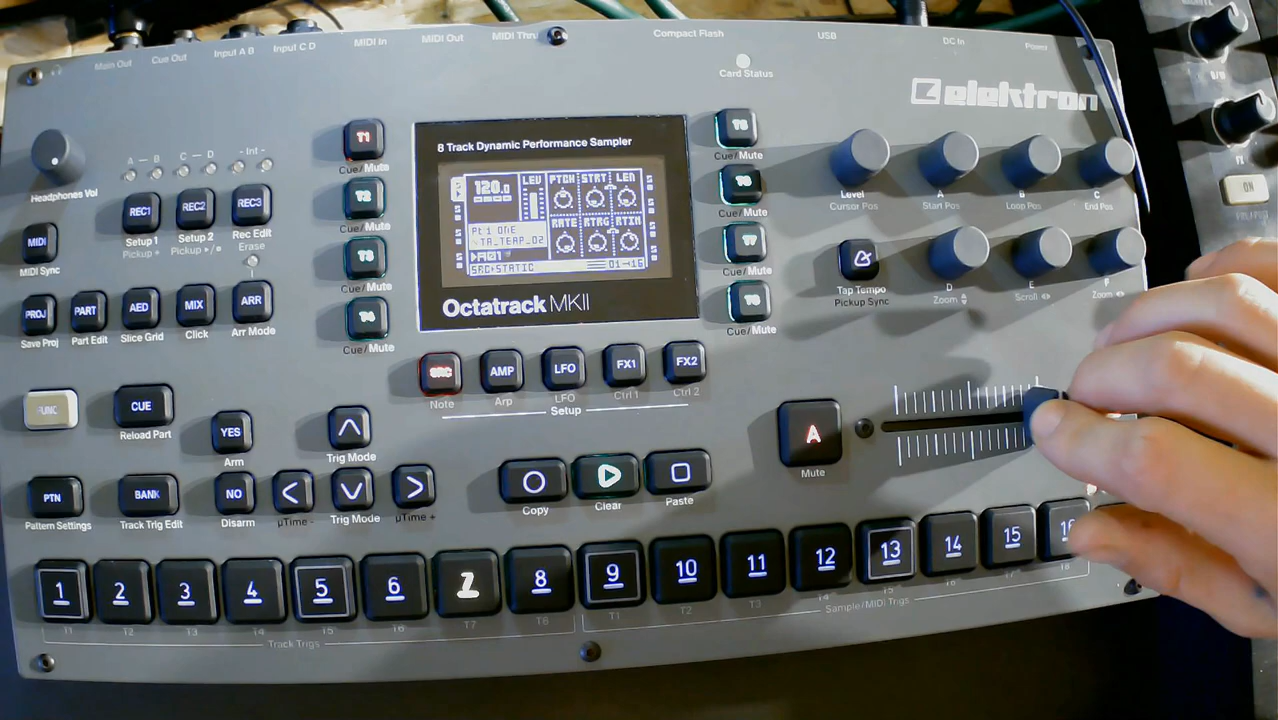 Main Out
Cue Out
Input A B
Input C D
MIDI In
MIDI Out
MIDI Thru
Compact Flash
USB
DC In
Power
Card Status
elektron
Headphones Vol
A — B
C — D
- Int -
REC1
REC2
REC3
Setup 1
Setup 2
Rec Edit
Pickup +
Erase
MIDI
MIDI Sync
PROJ
PART
AED
MIX
ARR
Save Proj
Part Edit
Slice Grid
Click
Arr Mode
T1
Cue/Mute
T2
Cue/Mute
T3
Cue/Mute
T4
Cue/Mute
8 Track Dynamic Performance Sampler
120.0
LEV
PTCH
STRT
LEN
RATE
RTRG
RTIM
Pt1 ONE
A01
SRC STATIC
01-16
Octatrack MKII
T5
Cue/Mute
T6
Cue/Mute
T7
Cue/Mute
T8
Cue/Mute
Level
Cursor Pos
A
Start Pos
B
Loop Pos
C
End Pos
Tap Tempo
Pickup Sync
D
Zoom
E
Scroll
F
Zoom
ON
SRC
AMP
LFO
FX1
FX2
Note
Arp
LFO
Ctrl 1
Ctrl 2
Setup
FUNC
CUE
Reload Part
YES
Arm
Trig Mode
PTN
Pattern Settings
BANK
Track Trig Edit
NO
Disarm
µTime -
Trig Mode
µTime +
Copy
Clear
Paste
A
Mute
1
2
3
4
5
6
7
8
9
10
11
12
13
14
15
16
T1
T2
T3
T4
T5
T6
T7
T8
T1
T2
T3
T4
T5
Track Trigs
Sample/MIDI Trigs